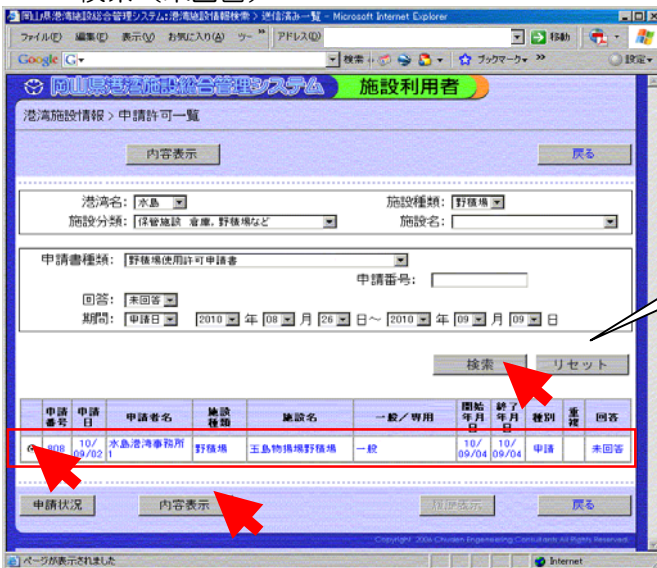 岡山県港湾施設総合管理システム:港湾施設情報検索 > 送信済み一覧 - Microsoft Internet Explorer
ファイル(F) 編集(E) 表示(V) お気に入り(A) ツー » アドレス(D) 移動
Google G 検索 ブックマーク▼ » 設定▼
岡山県港湾施設総合管理システム 施設利用者
港湾施設情報 > 申請許可一覧
内容表示 戻る
港湾名: 水島 施設種類: 野積場
施設分類: 保管施設 倉庫, 野積場など 施設名:
申請書種類: 野積場使用許可申請書
申請番号:
回答: 未回答
期間: 申請日 2010 年 08 月 26 日～ 2010 年 09 月 09 日
検索 リセット
申請番号 申請日 申請者名 施設種類 施設名 一般／専用 開始年月日 終了年月日 種別 重複 回答
808 10/09/02 水島港湾事務所1 野積場 玉島物揚場野積場 一般 10/09/04 10/09/04 申請 未回答
申請状況 内容表示 履歴表示 戻る
ページが表示されました Internet